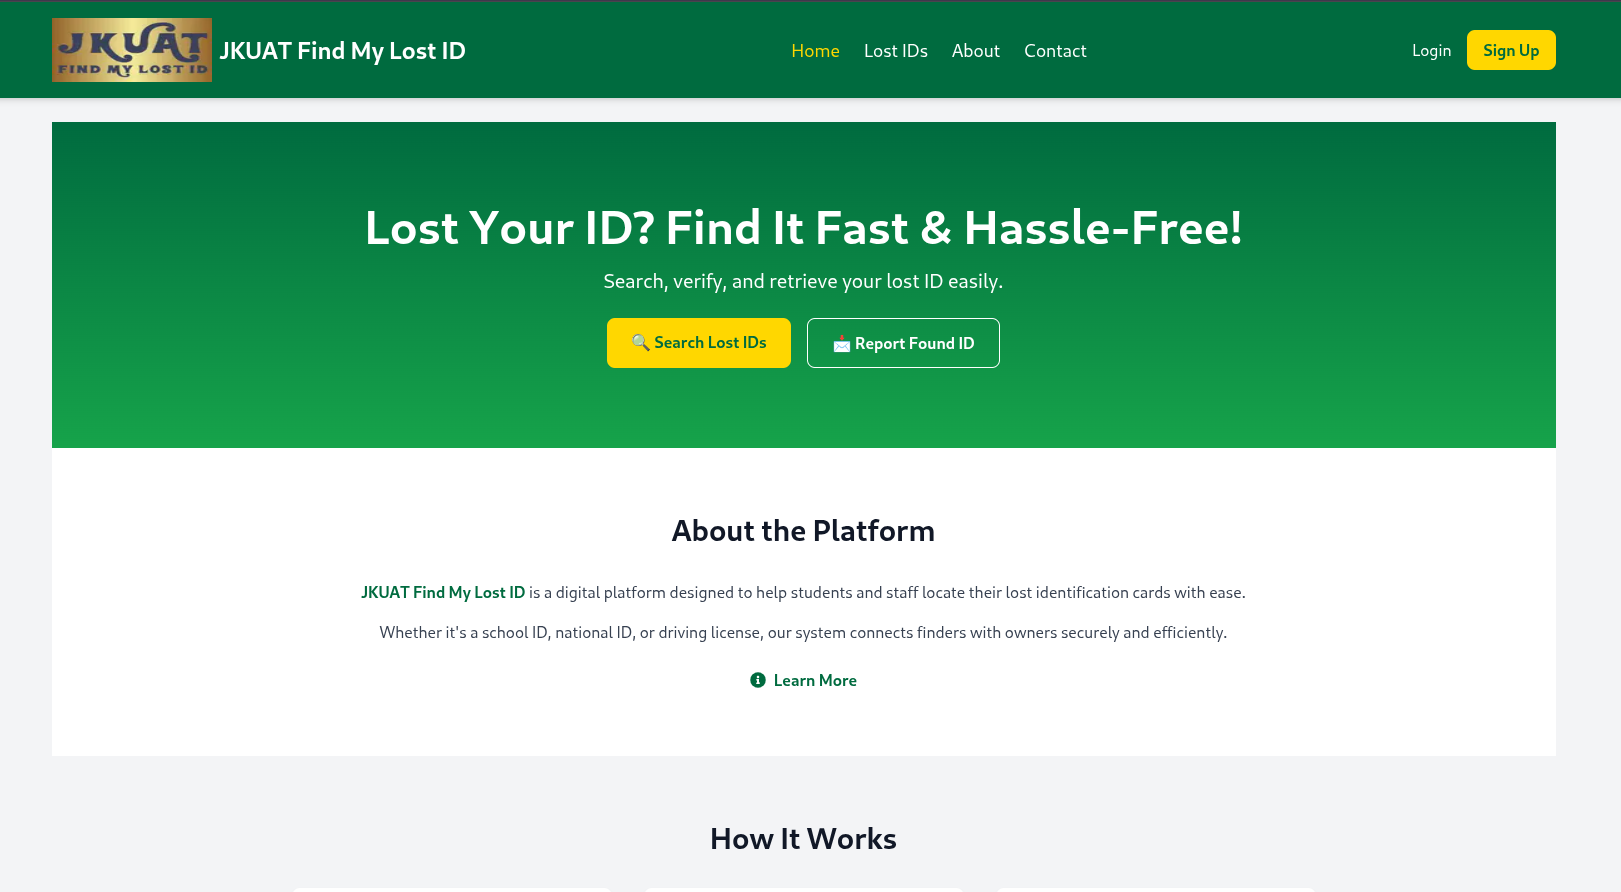 JKUAT
FIND MY LOST ID
JKUAT Find My Lost ID
Home Lost IDs About Contact
Login
Sign Up
Lost Your ID? Find It Fast & Hassle-Free!
Search, verify, and retrieve your lost ID easily.
🔍 Search Lost IDs
📩 Report Found ID
About the Platform
JKUAT Find My Lost ID is a digital platform designed to help students and staff locate their lost identification cards with ease.
Whether it's a school ID, national ID, or driving license, our system connects finders with owners securely and efficiently.
Learn More
How It Works